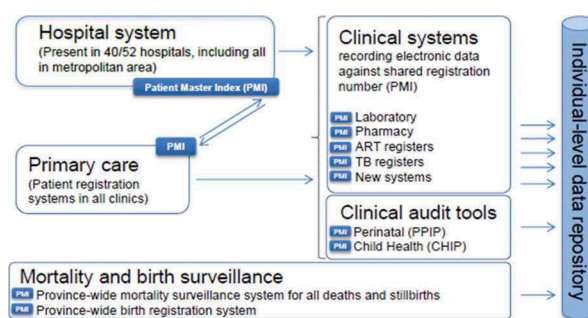 Hospital system
(Present in 40/52 hospitals, including all
in metropolitan area)
Patient Master Index (PMI)
PMI
Primary care
(Patient registration
systems in all clinics)
Clinical systems
recording electronic data
against shared registration
number (PMI)
PMI Laboratory
PMI Pharmacy
PMI ART registers
PMI TB registers
PMI New systems
Clinical audit tools
PMI Perinatal (PPIP)
PMI Child Health (CHIP)
Mortality and birth surveillance
PMI Province-wide mortality surveillance system for all deaths and stillbirths
PMI Province-wide birth registration system
Individual-level data repository